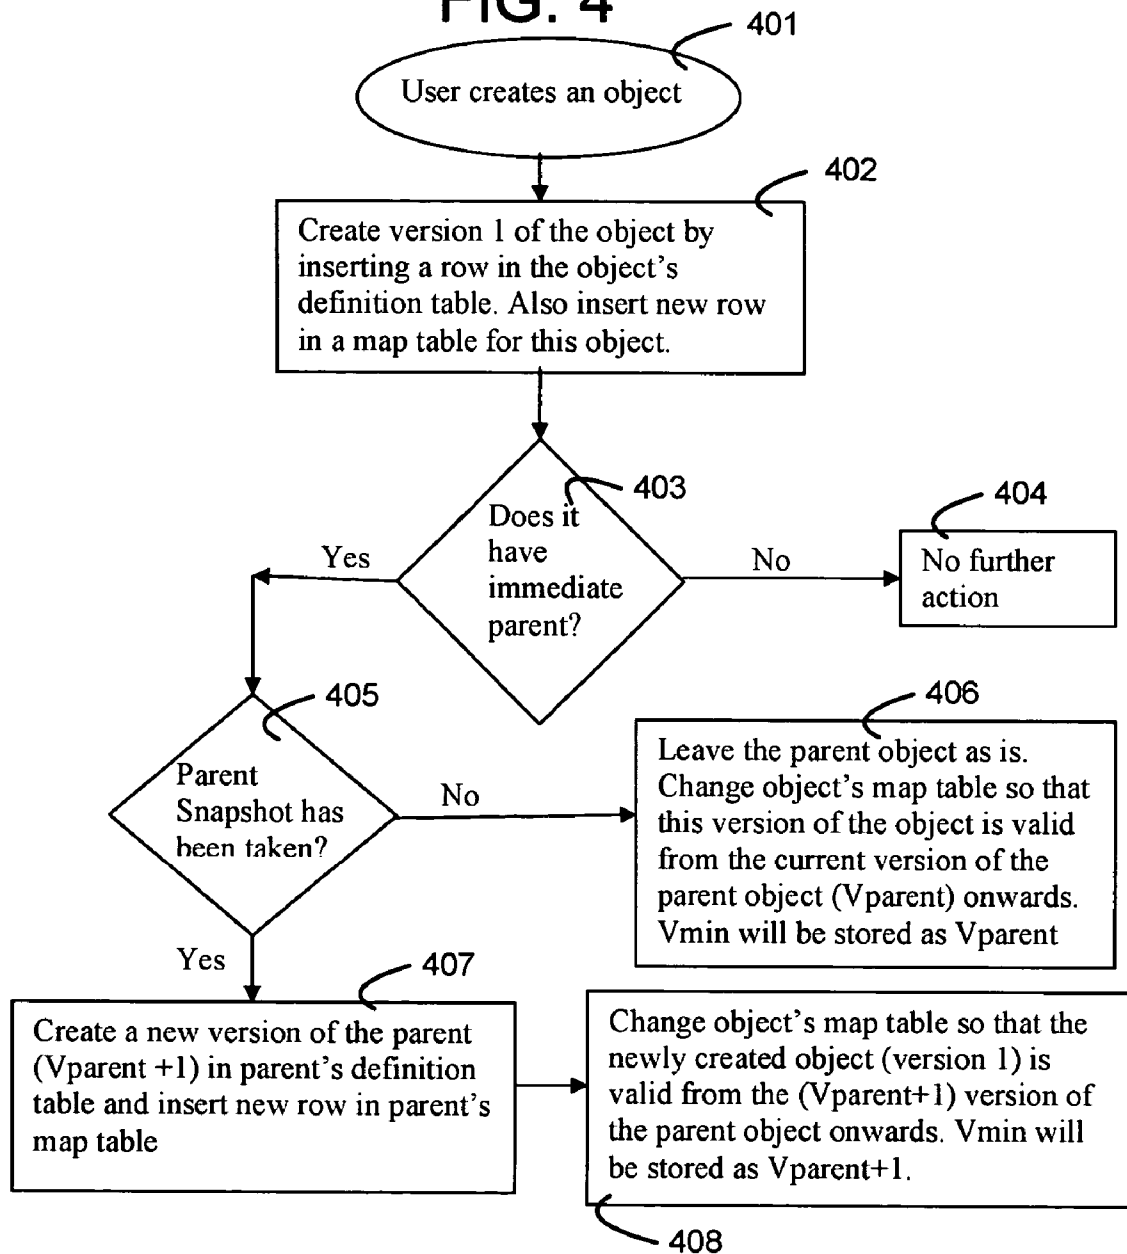 FIG. 4
401
User creates an object
402
Create version 1 of the object by
inserting a row in the object's
definition table. Also insert new row
in a map table for this object.
403
Does it
have
immediate
parent?
Yes
No
404
No further
action
405
Parent
Snapshot has
been taken?
No
406
Leave the parent object as is.
Change object's map table so that
this version of the object is valid
from the current version of the
parent object (Vparent) onwards.
Vmin will be stored as Vparent
Yes
407
Create a new version of the parent
(Vparent +1) in parent's definition
table and insert new row in parent's
map table
Change object's map table so that the
newly created object (version 1) is
valid from the (Vparent+1) version of
the parent object onwards. Vmin will
be stored as Vparent+1.
408